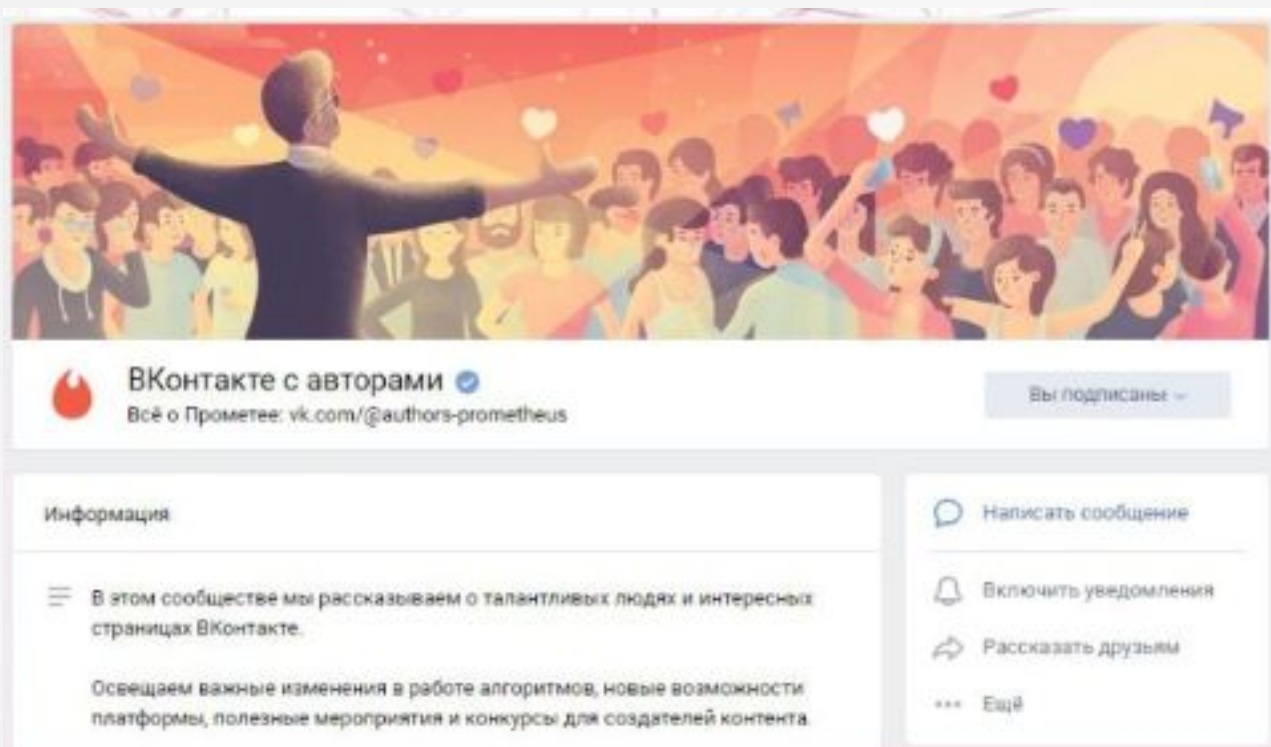 ВКонтакте с авторами
Всё о Прометее: vk.com/@authors-prometheus
Вы подписаны
Информация
В этом сообществе мы рассказываем о талантливых людях и интересных
страницах ВКонтакте.
Освещаем важные изменения в работе алгоритмов, новые возможности
платформы, полезные мероприятия и конкурсы для создателей контента.
Написать сообщение
Включить уведомления
Рассказать друзьям
Ещё